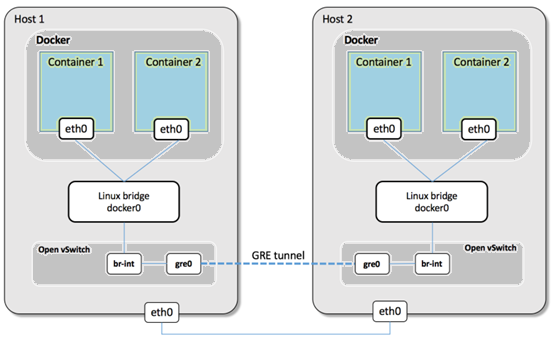 Host 1
Docker
Container 1
Container 2
eth0
eth0
Linux bridge
docker0
Open vSwitch
br-int
gre0
eth0
GRE tunnel
Host 2
Docker
Container 1
Container 2
eth0
eth0
Linux bridge
docker0
Open vSwitch
gre0
br-int
eth0